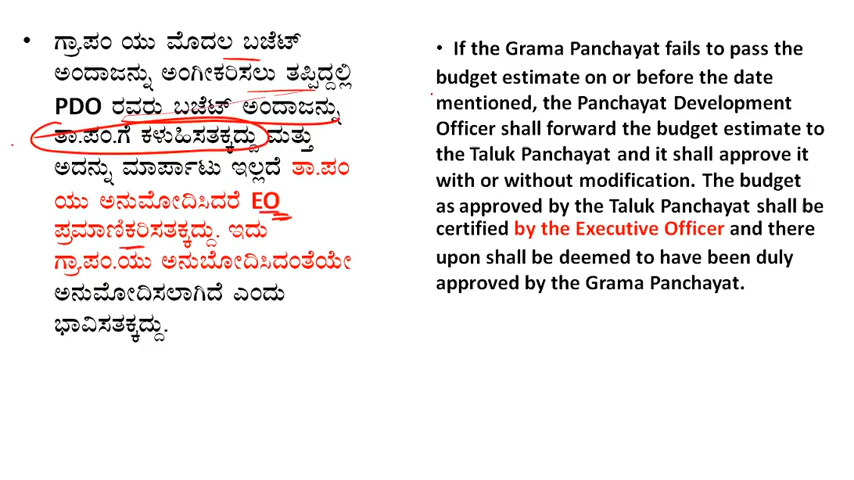 • ಗ್ರಾ.ಪಂ ಯು ಮೊದಲ ಬಜೆಟ್
ಅಂದಾಜನ್ನು ಅಂಗೀಕರಿಸಲು ತಪ್ಪಿದ್ದಲ್ಲಿ
PDO ರವರು ಬಜೆಟ್ ಅಂದಾಜನ್ನು
ತಾ.ಪಂ.ಗೆ ಕಳುಹಿಸತಕ್ಕದ್ದು ಮತ್ತು
ಅದನ್ನು ಮಾರ್ಪಾಟು ಇಲ್ಲದೆ ತಾ.ಪಂ
ಯು ಅನುಮೋದಿಸಿದರೆ EO
ಪ್ರಮಾಣಿಕರಿಸತಕ್ಕದ್ದು. ಇದು
ಗ್ರಾ.ಪಂ.ಯು ಅನುಬೋದಿಸಿದಂತೆಯೇ
ಅನುಮೋದಿಸಲಾಗಿದೆ ಎಂದು
ಭಾವಿಸತಕ್ಕದ್ದು.
• If the Grama Panchayat fails to pass the
budget estimate on or before the date
mentioned, the Panchayat Development
Officer shall forward the budget estimate to
the Taluk Panchayat and it shall approve it
with or without modification. The budget
as approved by the Taluk Panchayat shall be
certified by the Executive Officer and there
upon shall be deemed to have been duly
approved by the Grama Panchayat.